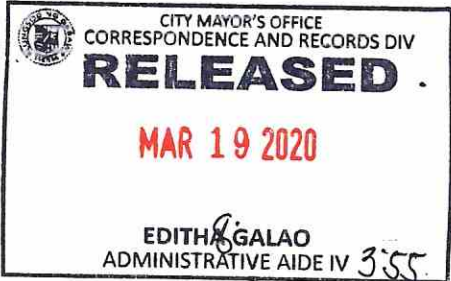 CITY MAYOR'S OFFICE
CORRESPONDENCE AND RECORDS DIV
RELEASED .
MAR 19 2020
EDITHA GALAO
ADMINISTRATIVE AIDE IV 3:55